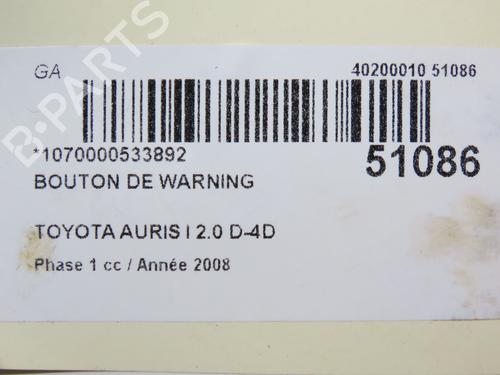 GA 40200010 51086
*1070000533892 51086
BOUTON DE WARNING
TOYOTA AURIS I 2.0 D-4D
Phase 1 cc / Année 2008
B-PARTS